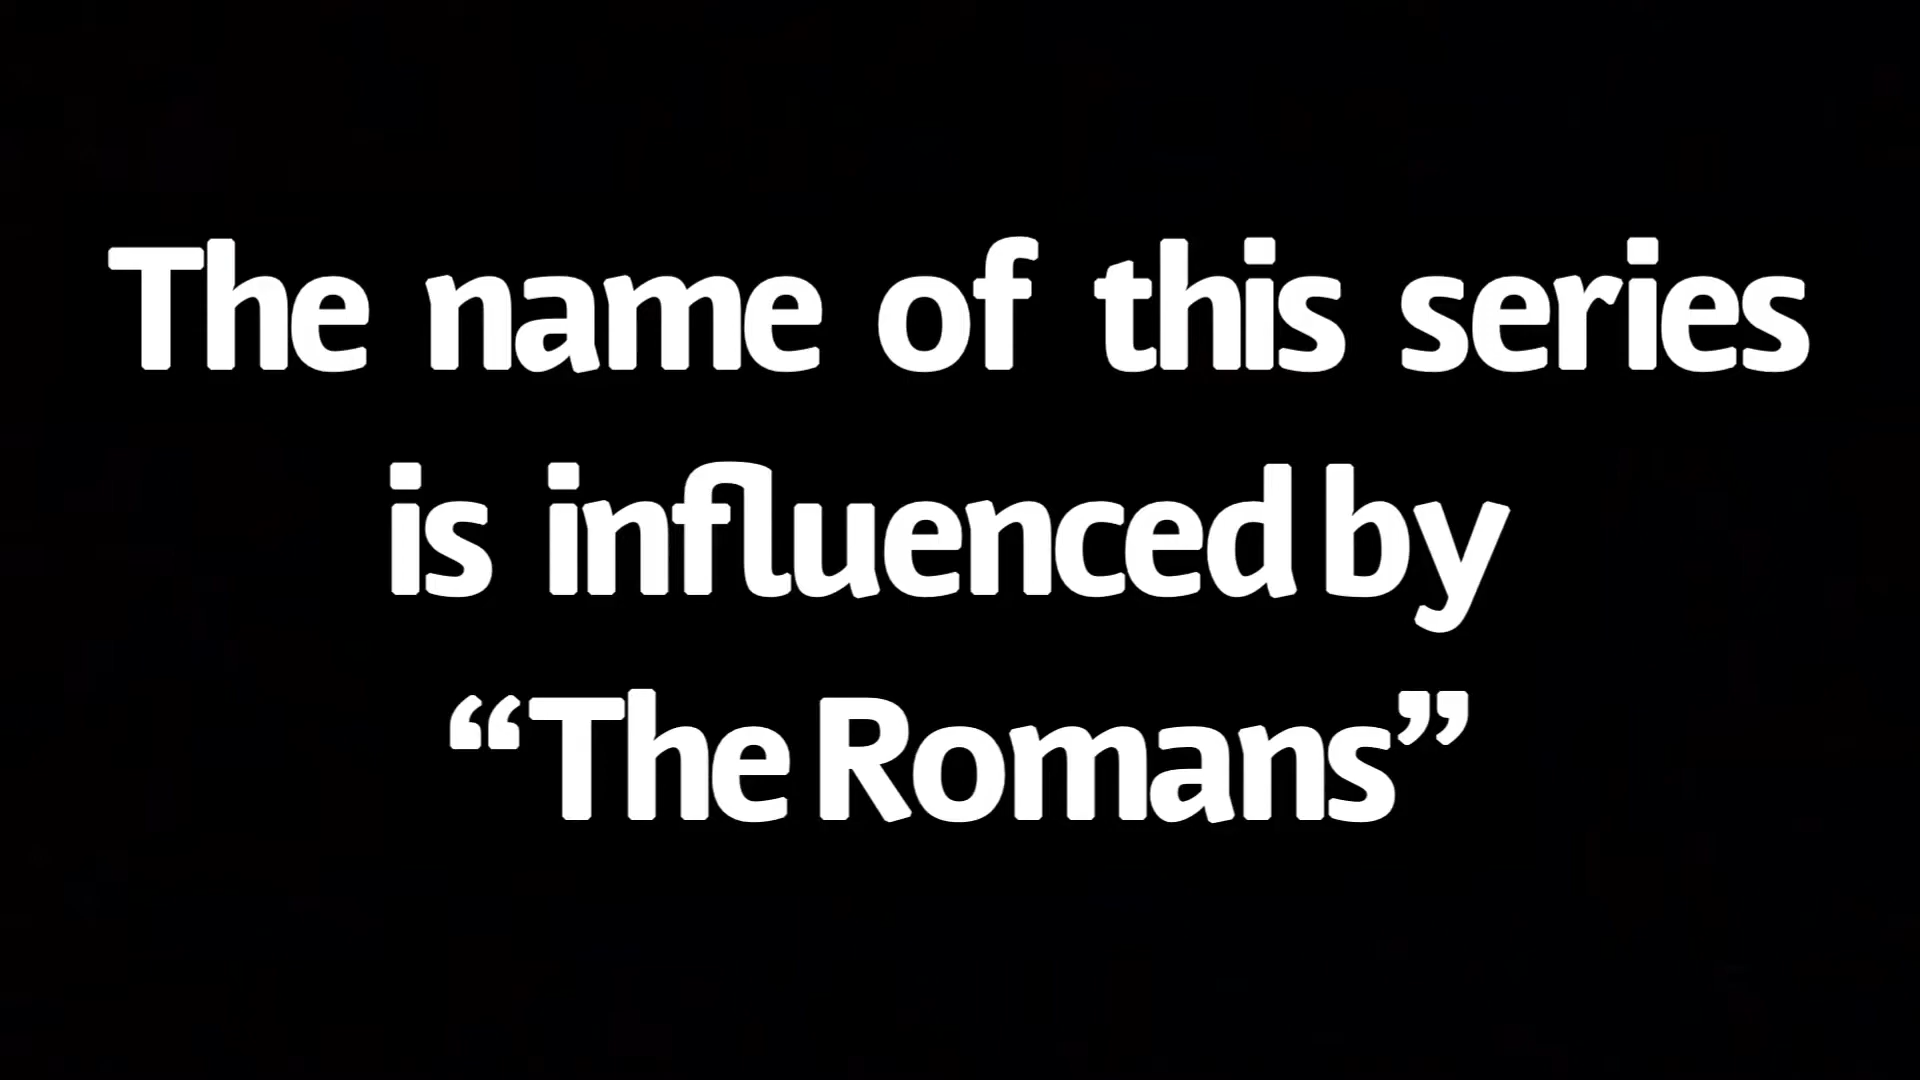 The name of this series
is influenced by
“The Romans”